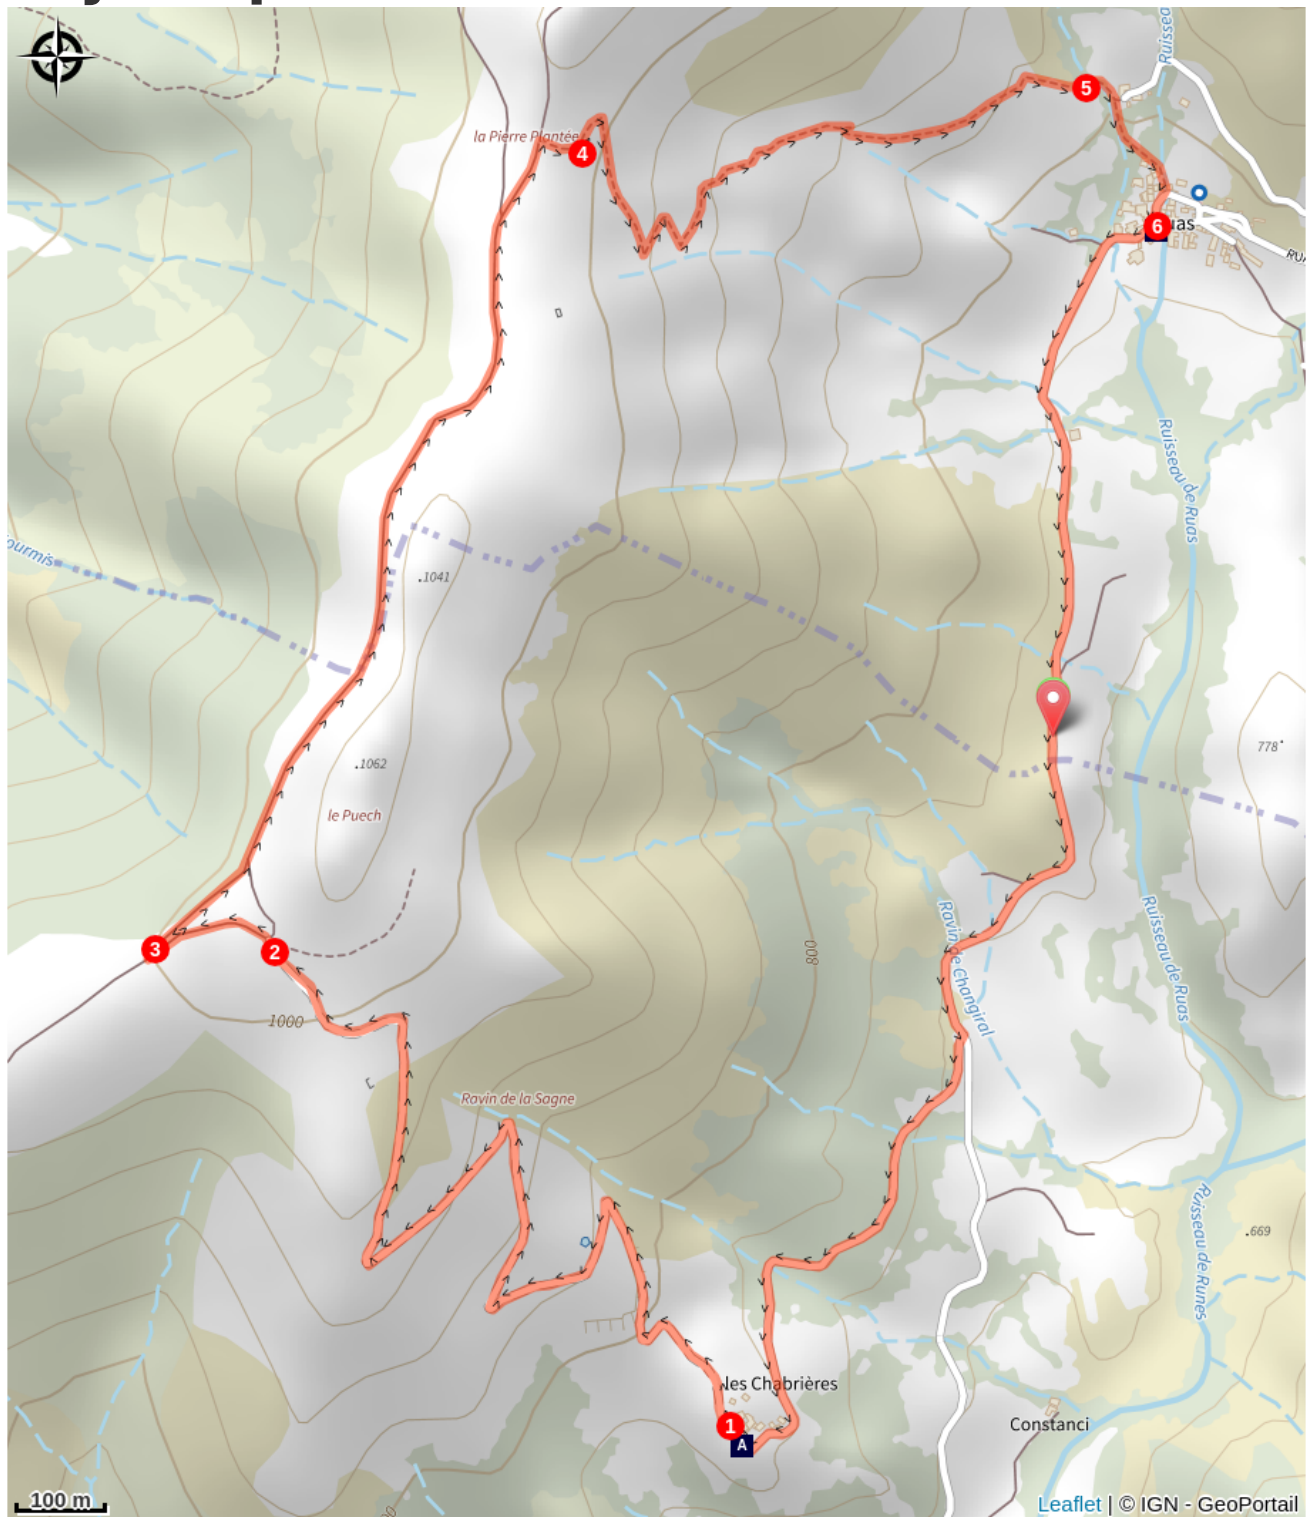 la Pierre Plantée
4
5
6
Ruisseau de Ruas
.1041
.1062
le Puech
778
3
2
1000
800
Ravin de Changiral
Ruisseau de Ruas
Ravin de la Sagne
Ruisseau de Runes
.669
les Chabrières
1
A
Constanci
100 m
Leaflet | © IGN - GeoPortail